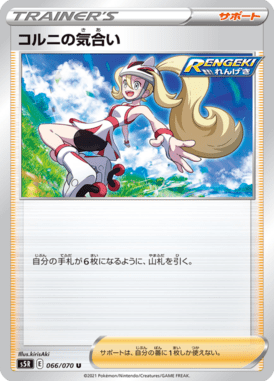 TRAINER'S
サポート
コルニの気合い
RENGEKI
れんげき
自分の手札が6枚になるように、山札を引く。
Illus.kirisAki
S5R E 066/070 U
サポートは、自分の番に1枚しか使えない。
©2021 Pokémon/Nintendo/Creatures/GAME FREAK.